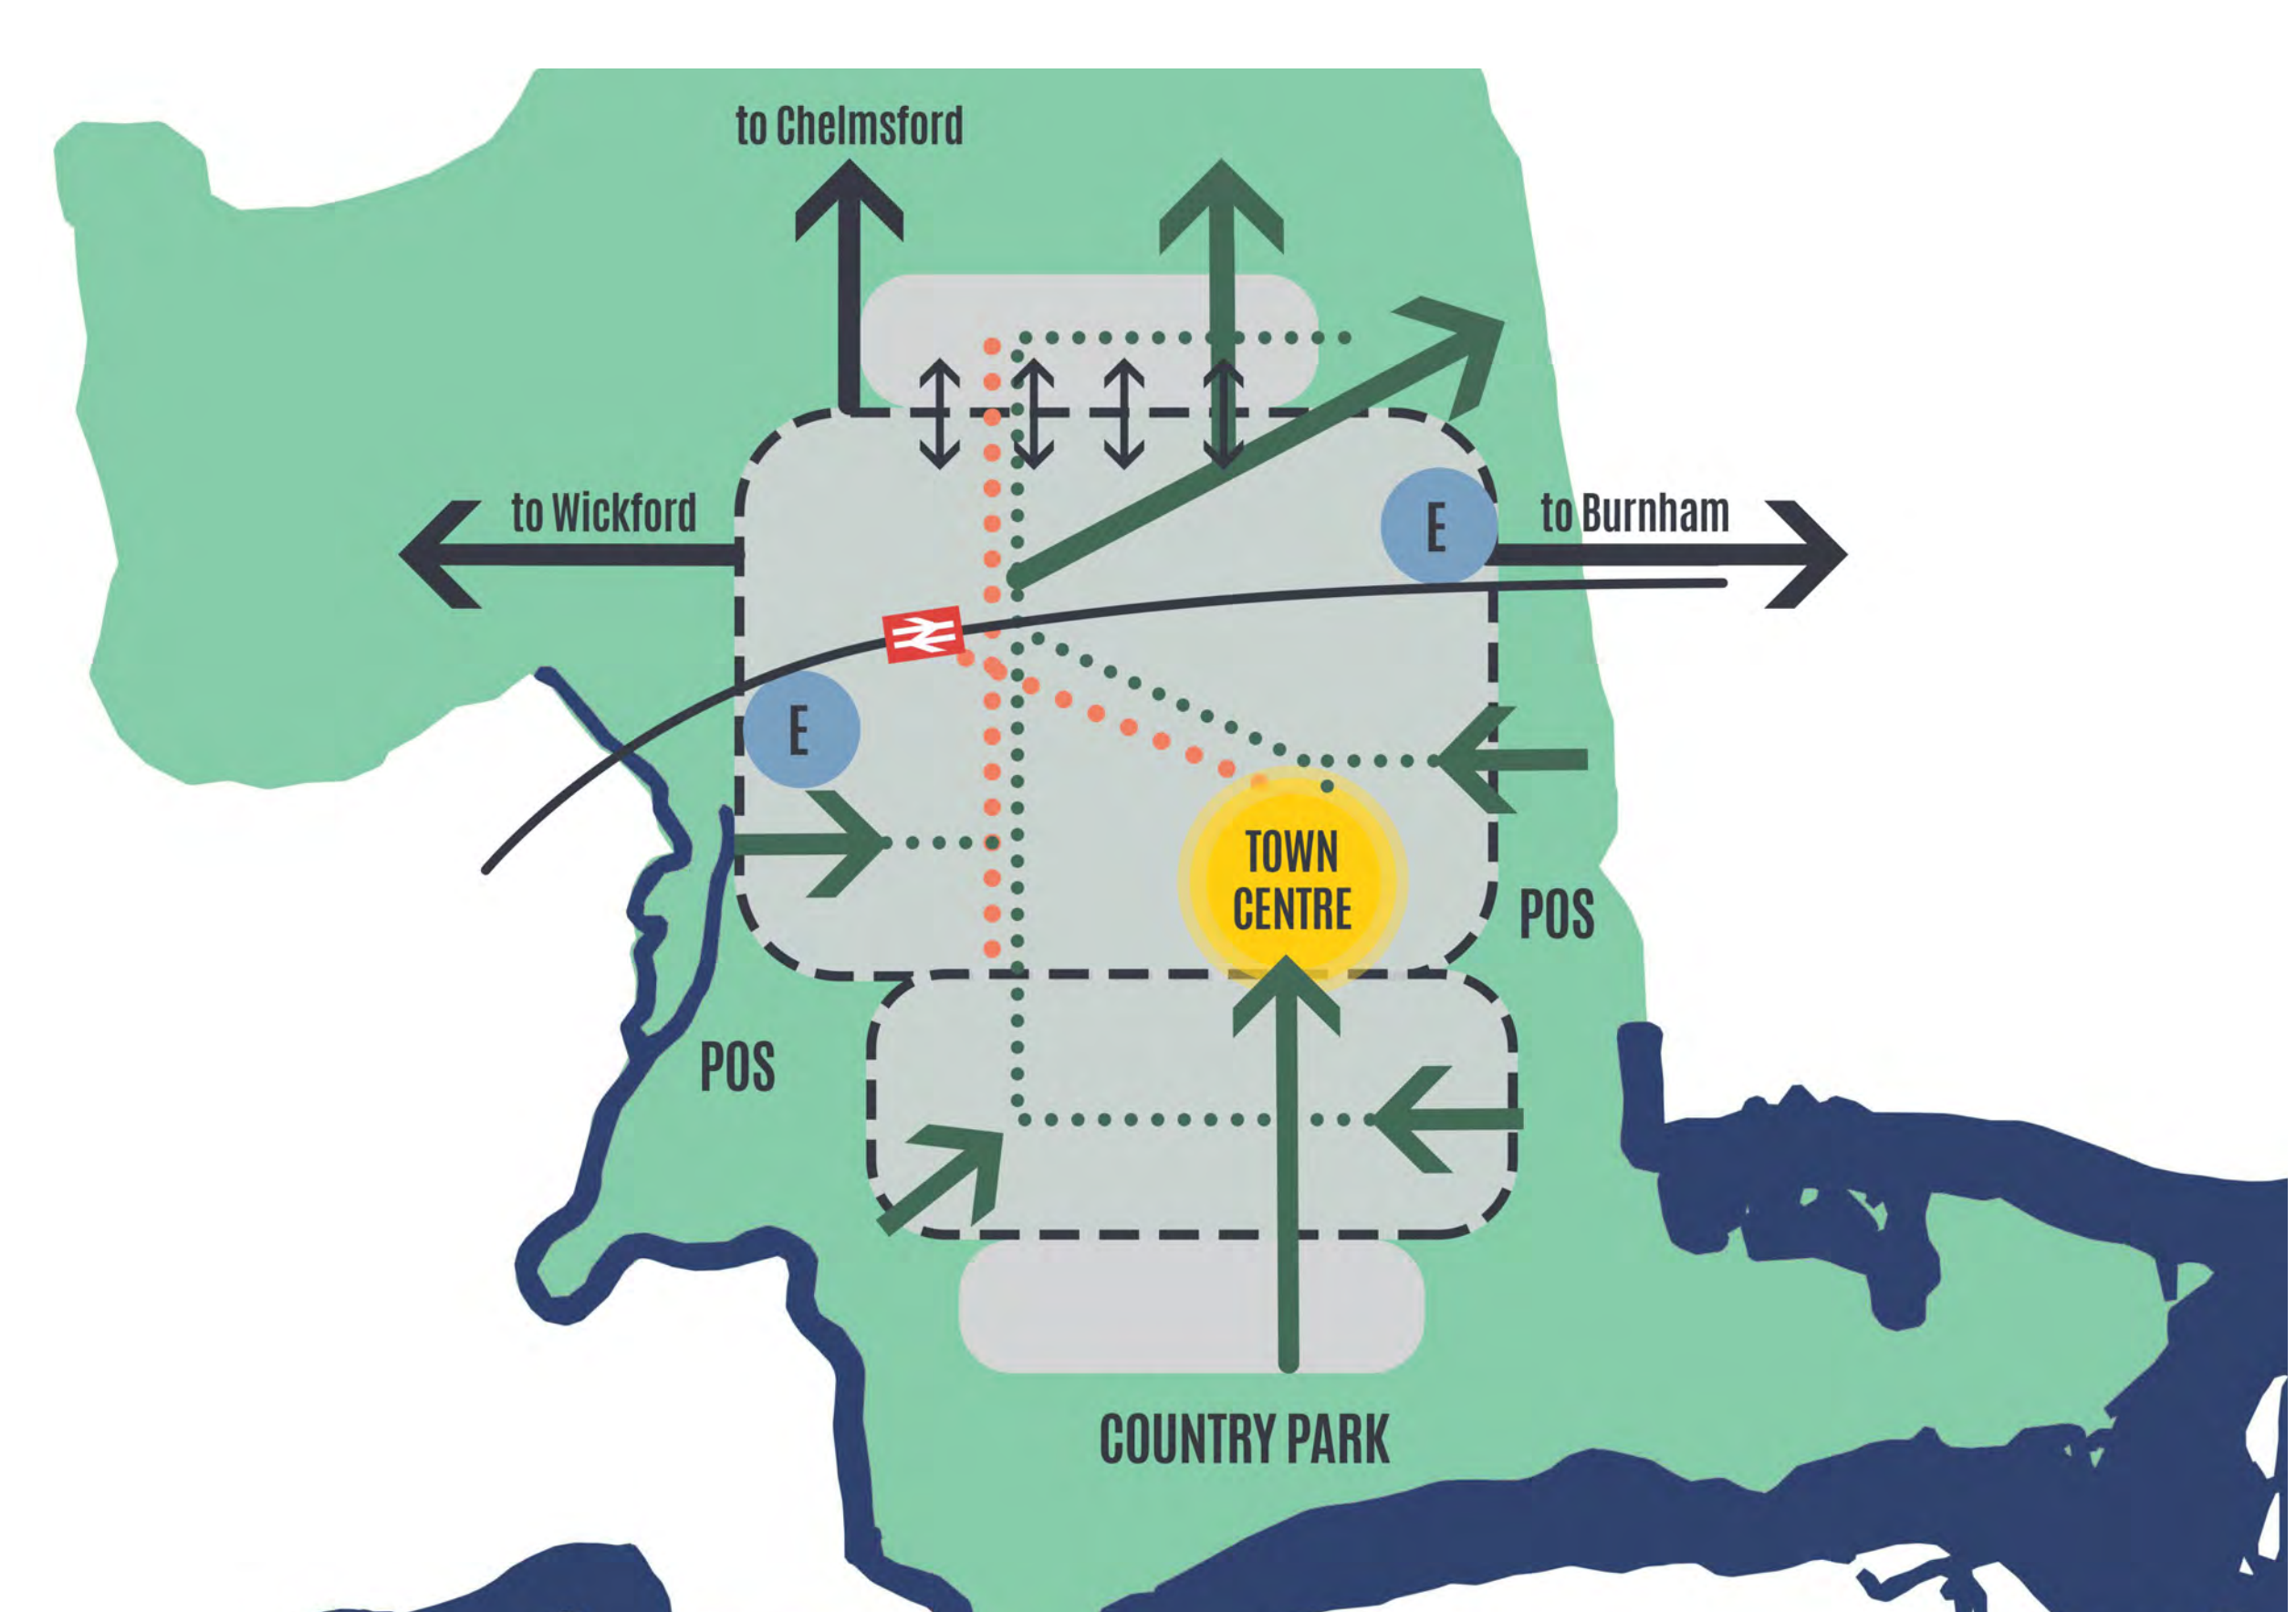 to Chelmsford
to Wickford
E
to Burnham
E
TOWN
CENTRE
POS
POS
COUNTRY PARK